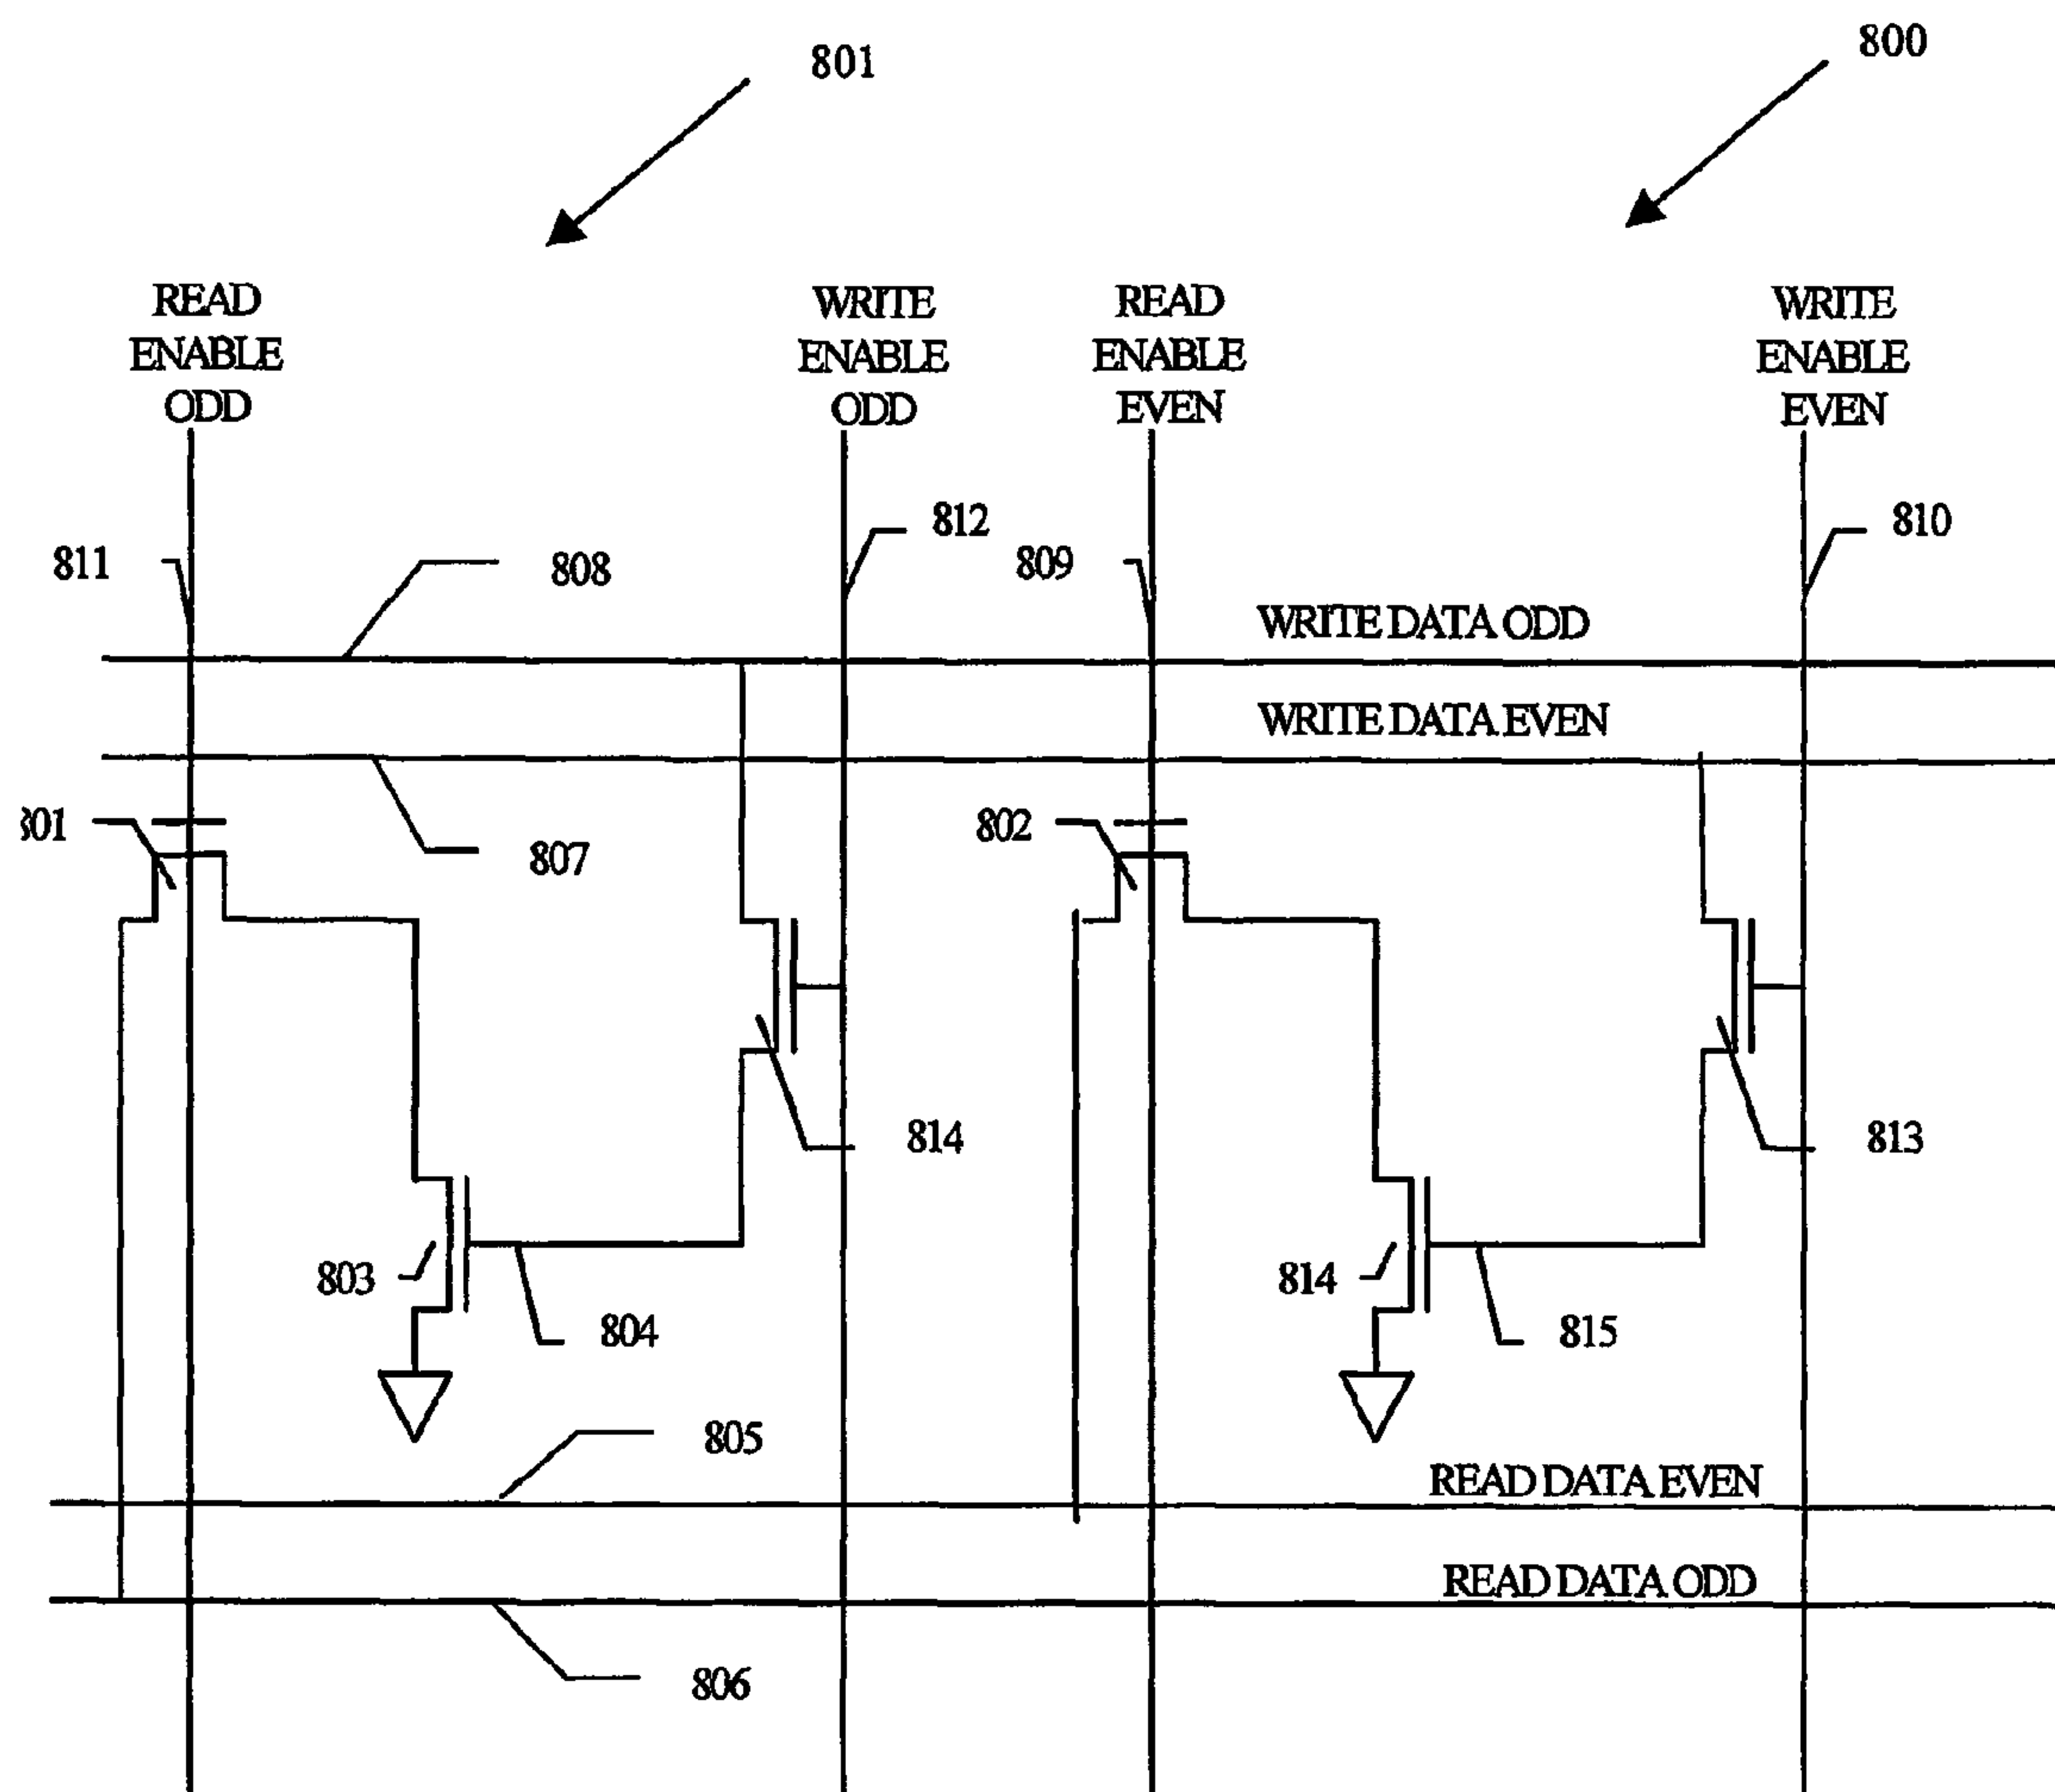 801
800
READ
ENABLE
ODD
WRITE
ENABLE
ODD
READ
ENABLE
EVEN
WRITE
ENABLE
EVEN
811
808
812
809
810
WRITE DATA ODD
WRITE DATA EVEN
801
807
802
814
813
803
804
814
815
805
READ DATA EVEN
READ DATA ODD
806